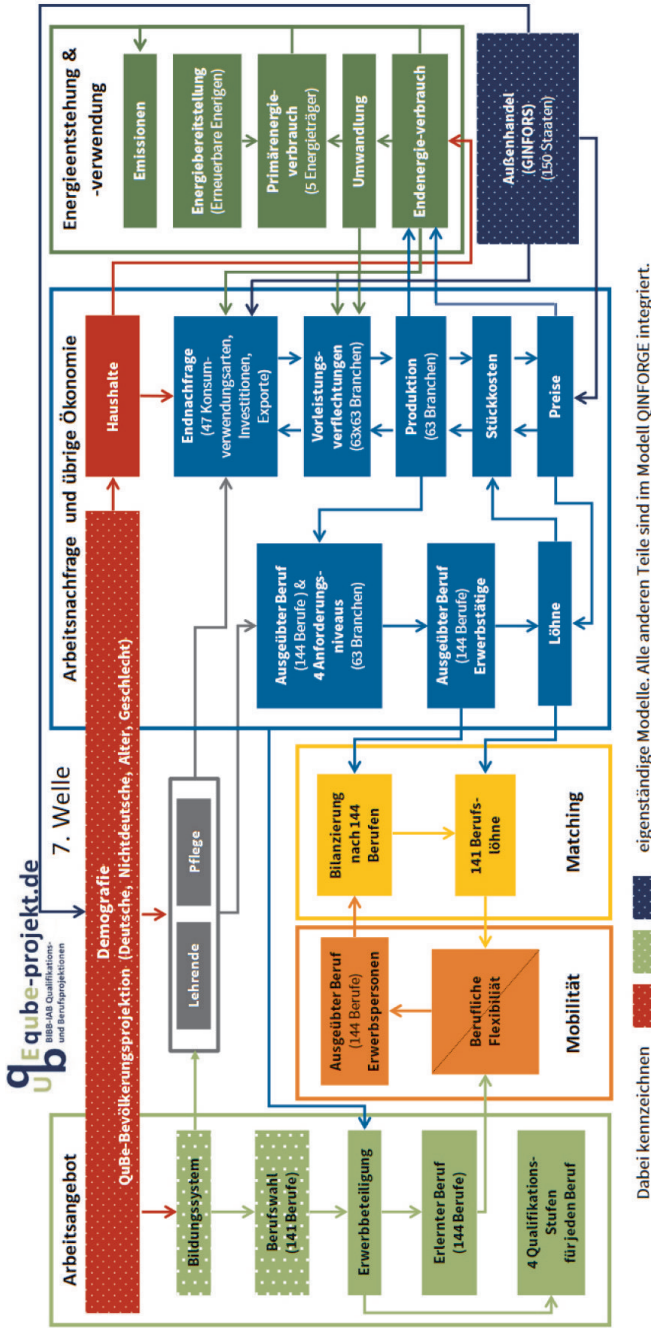 qube-projekt.de
BIBB-IAB Qualifikations-
und Berufsprojektionen
7. Welle
Demografie
QuBe-Bevölkerungsprojektion (Deutsche, Nichtdeutsche, Alter, Geschlecht)
Arbeitsangebot
Bildungssystem
Berufswahl
(141 Berufe)
Erwerbbeteiligung
Erlernter Beruf
(144 Berufe)
4 Qualifikations-
Stufen
für jeden Beruf
Lehrende
Pflege
Ausgeübter Beruf
(144 Berufe)
Erwerbspersonen
Berufliche
Flexibiliät
Mobilität
Bilanzierung
nach 144
Berufen
141 Berufs-
löhne
Matching
Arbeitsnachfrage und übrige Ökonomie
Haushalte
Endnachfrage
(47 Konsum-
verwendungsarten,
Investitionen,
Exporte)
Vorleistungs-
verflechtungen
(63x63 Branchen)
Produktion
(63 Branchen)
Stückkosten
Preise
Ausgeübter Beruf
(144 Berufe ) &
4 Anforderungs-
niveaus
(63 Branchen)
Ausgeübter Beruf
(144 Berufe)
Erwerbstätige
Löhne
Energieentstehung &
-verwendung
Emissionen
Energiebereitstellung
(Erneuerbare Enerigen)
Primärenergie-
verbrauch
(5 Energieträger)
Umwandlung
Endenergie-verbrauch
Außenhandel
(GINFORS)
(150 Staaten)
Dabei kennzeichnen eigenständige Modelle. Alle anderen Teile sind im Modell QINFORGE integriert.